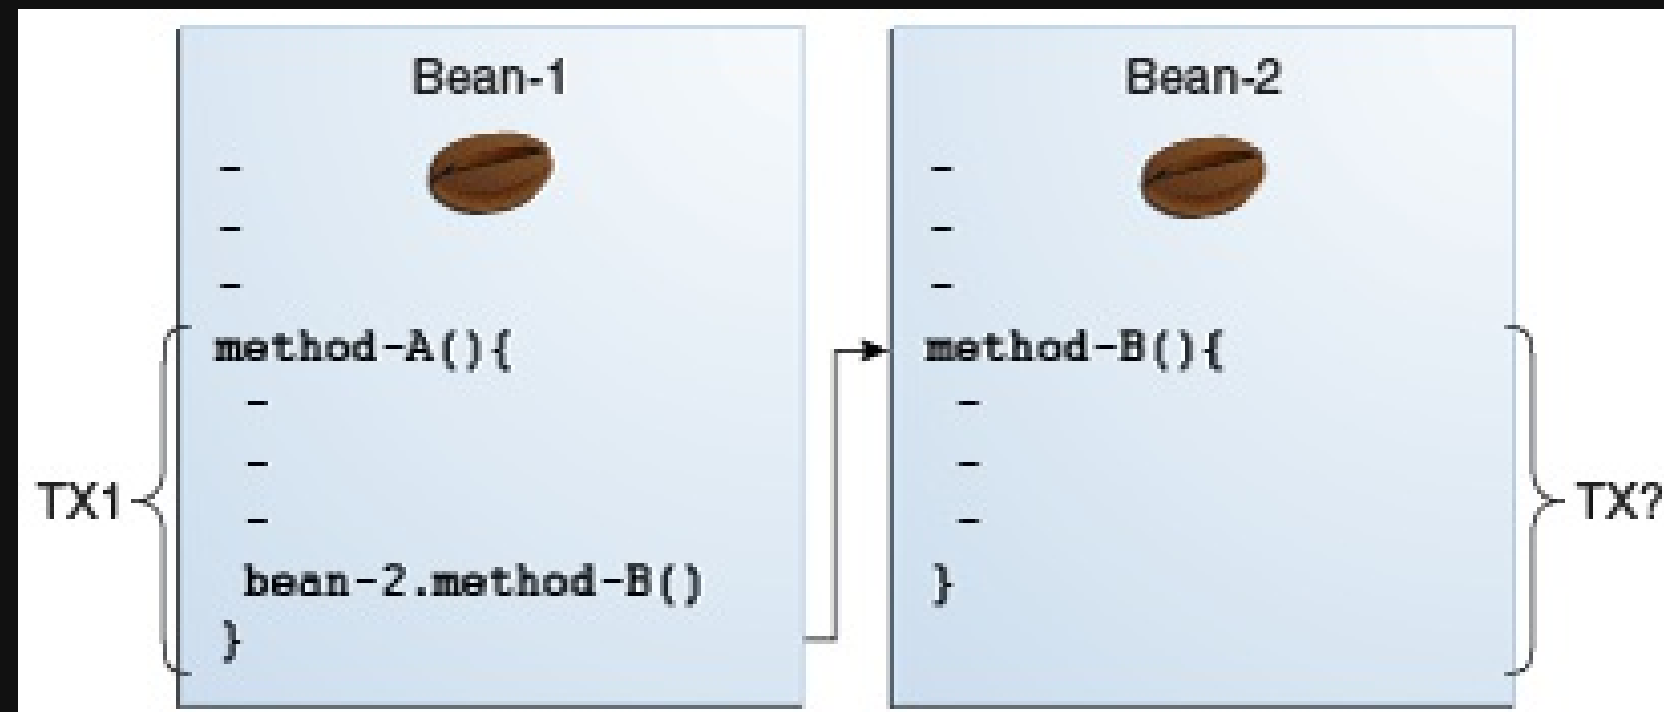 Bean-1
-
-
-
method-A(){
-
-
-
bean-2.method-B()
}
TX1
Bean-2
-
-
-
method-B(){
-
-
-
}
TX?